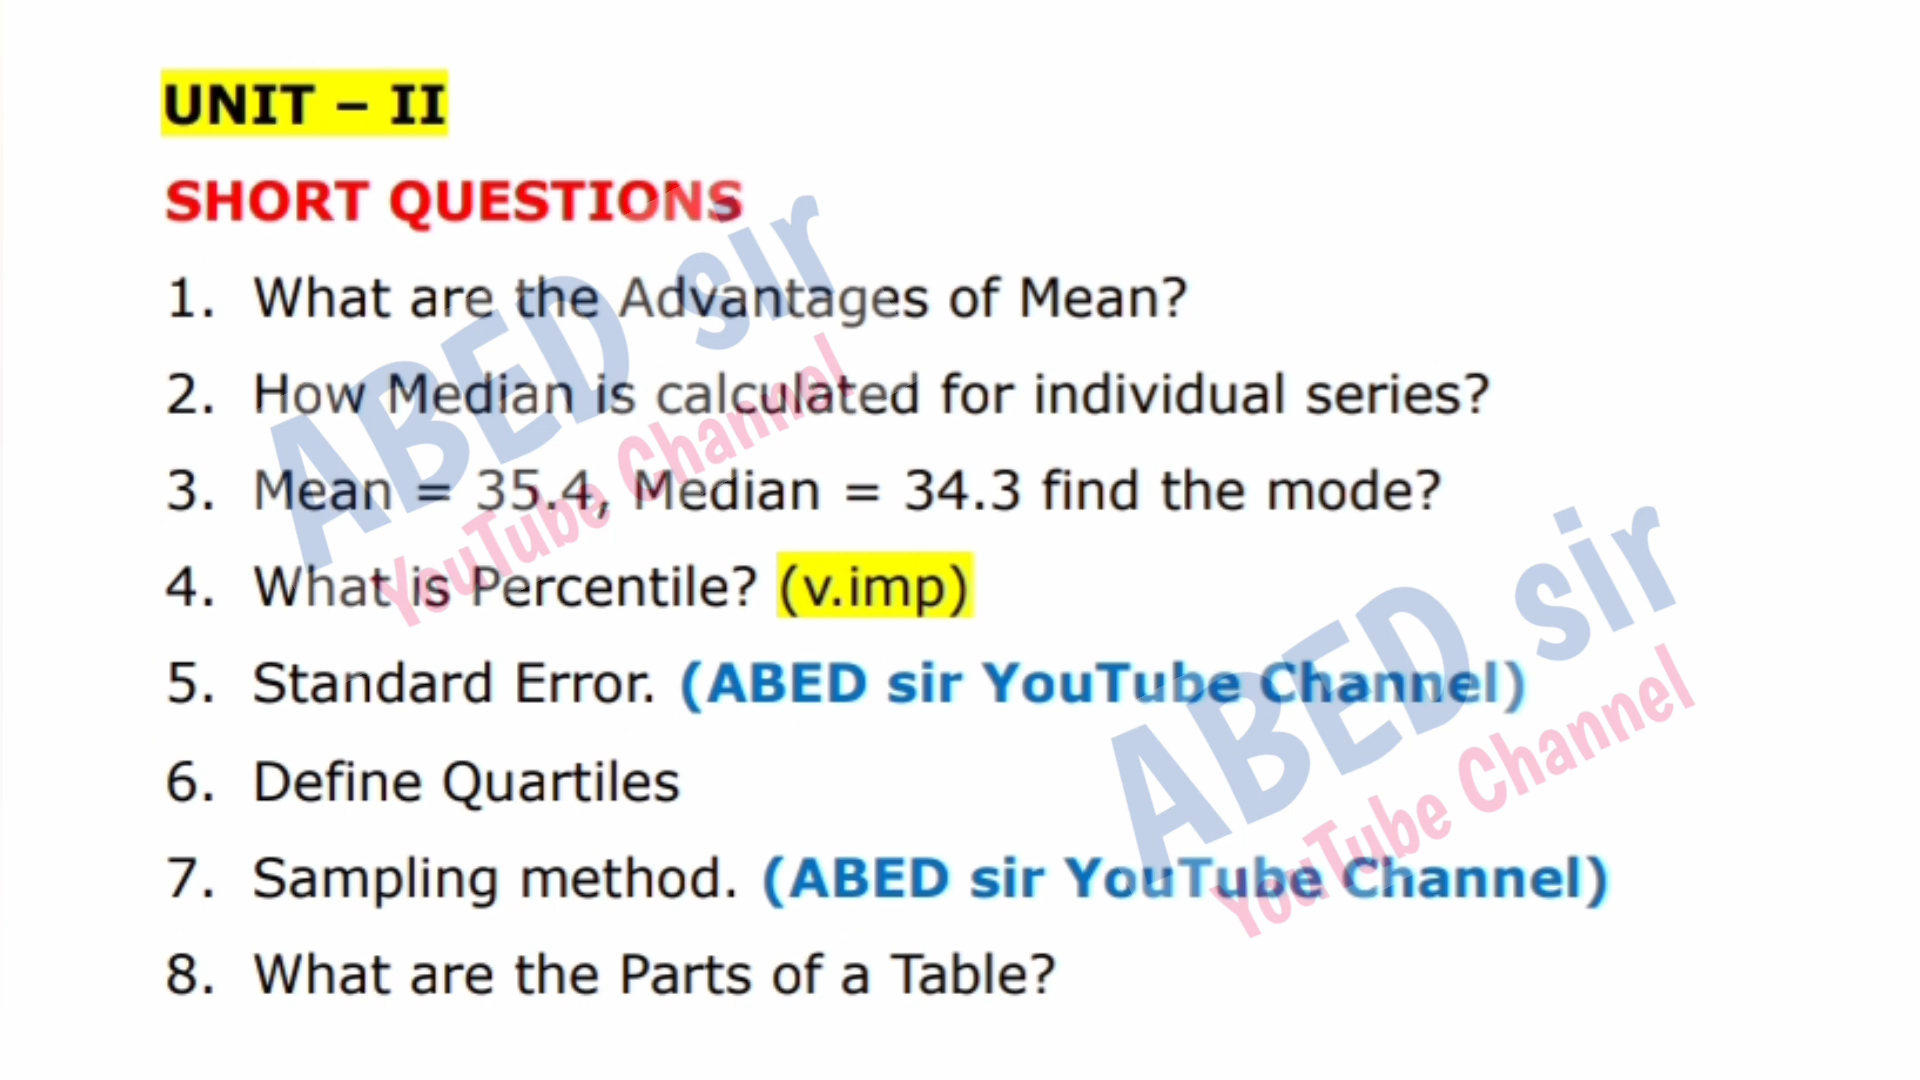 UNIT – II
SHORT QUESTIONS
1. What are the Advantages of Mean?
2. How Median is calculated for individual series?
3. Mean = 35.4, Median = 34.3 find the mode?
4. What is Percentile? (v.imp)
5. Standard Error. (ABED sir YouTube Channel)
6. Define Quartiles
7. Sampling method. (ABED sir YouTube Channel)
8. What are the Parts of a Table?
ABED sir
YouTube Channel
ABED sir
YouTube Channel